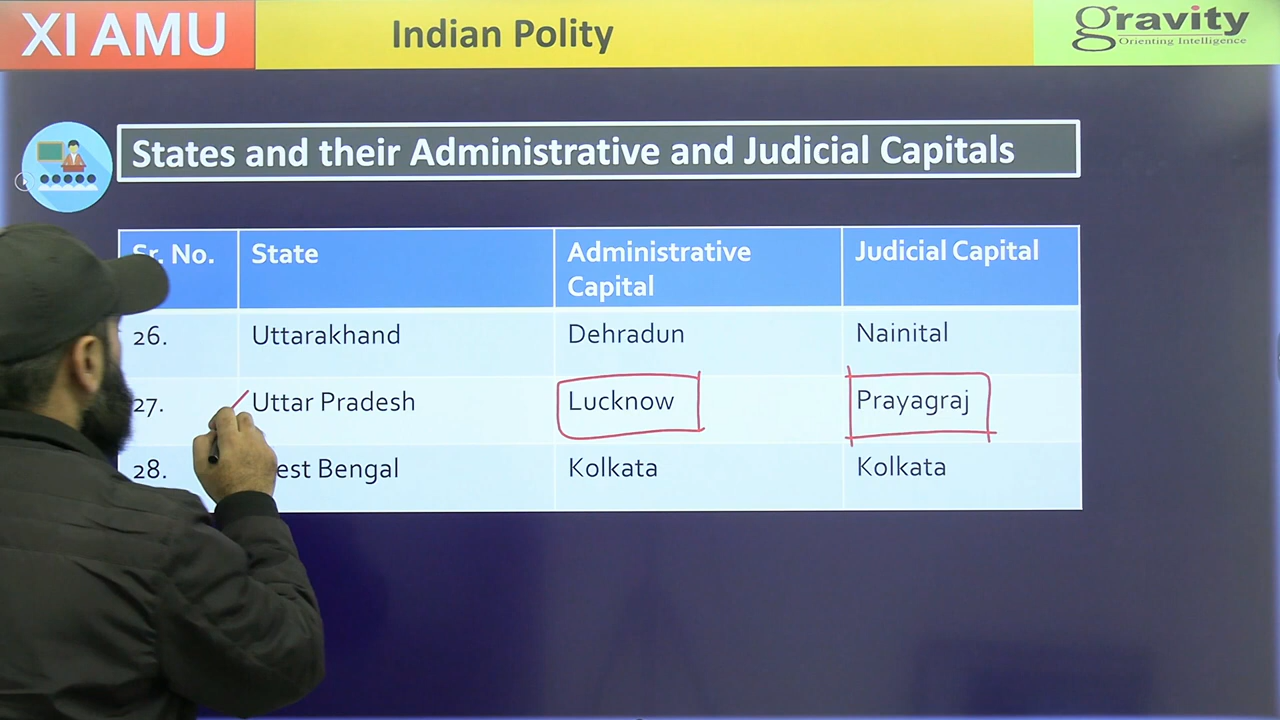 XI AMU
Indian Polity
gravity
Orienting Intelligence
States and their Administrative and Judicial Capitals
Sr. No. State Administrative Capital Judicial Capital
26. Uttarakhand Dehradun Nainital
27. Uttar Pradesh Lucknow Prayagraj
28. est Bengal Kolkata Kolkata